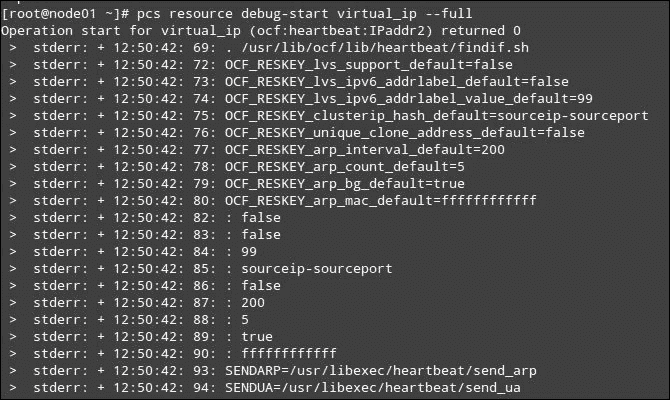 [root@node01 ~]# pcs resource debug-start virtual_ip --full
Operation start for virtual_ip (ocf:heartbeat:IPaddr2) returned 0
> stderr: + 12:50:42: 69: . /usr/lib/ocf/lib/heartbeat/findif.sh
> stderr: + 12:50:42: 72: OCF_RESKEY_lvs_support_default=false
> stderr: + 12:50:42: 73: OCF_RESKEY_lvs_ipv6_addrlabel_default=false
> stderr: + 12:50:42: 74: OCF_RESKEY_lvs_ipv6_addrlabel_value_default=99
> stderr: + 12:50:42: 75: OCF_RESKEY_clusterip_hash_default=sourceip-sourceport
> stderr: + 12:50:42: 76: OCF_RESKEY_unique_clone_address_default=false
> stderr: + 12:50:42: 77: OCF_RESKEY_arp_interval_default=200
> stderr: + 12:50:42: 78: OCF_RESKEY_arp_count_default=5
> stderr: + 12:50:42: 79: OCF_RESKEY_arp_bg_default=true
> stderr: + 12:50:42: 80: OCF_RESKEY_arp_mac_default=ffffffffffff
> stderr: + 12:50:42: 82: : false
> stderr: + 12:50:42: 83: : false
> stderr: + 12:50:42: 84: : 99
> stderr: + 12:50:42: 85: : sourceip-sourceport
> stderr: + 12:50:42: 86: : false
> stderr: + 12:50:42: 87: : 200
> stderr: + 12:50:42: 88: : 5
> stderr: + 12:50:42: 89: : true
> stderr: + 12:50:42: 90: : ffffffffffff
> stderr: + 12:50:42: 93: SENDARP=/usr/libexec/heartbeat/send_arp
> stderr: + 12:50:42: 94: SENDUA=/usr/libexec/heartbeat/send_ua